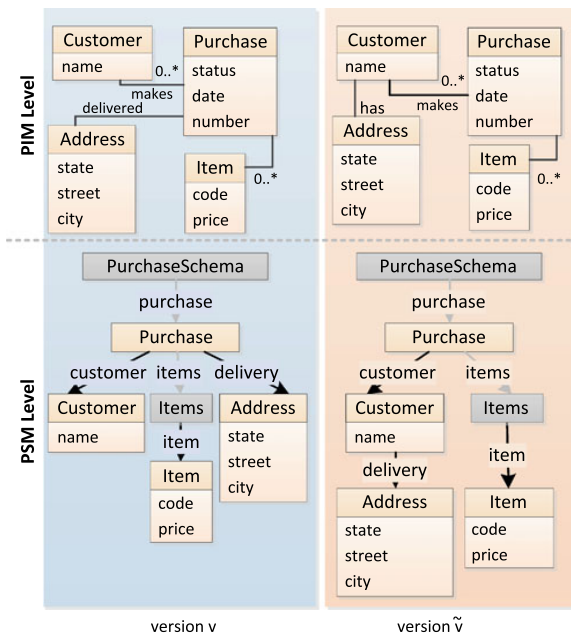 PIM Level
Customer
name
0..*
makes
Purchase
status
date
number
delivered
Address
state
street
city
Item
code
price
0..*
Customer
name
0..*
makes
Purchase
status
date
number
has
Address
state
street
city
Item
code
price
0..*
PSM Level
PurchaseSchema
purchase
Purchase
customer items delivery
Customer
name
Items
item
Item
code
price
Address
state
street
city
PurchaseSchema
purchase
Purchase
customer items
Customer
name
delivery
Address
state
street
city
Items
item
Item
code
price
version v
version ṽ